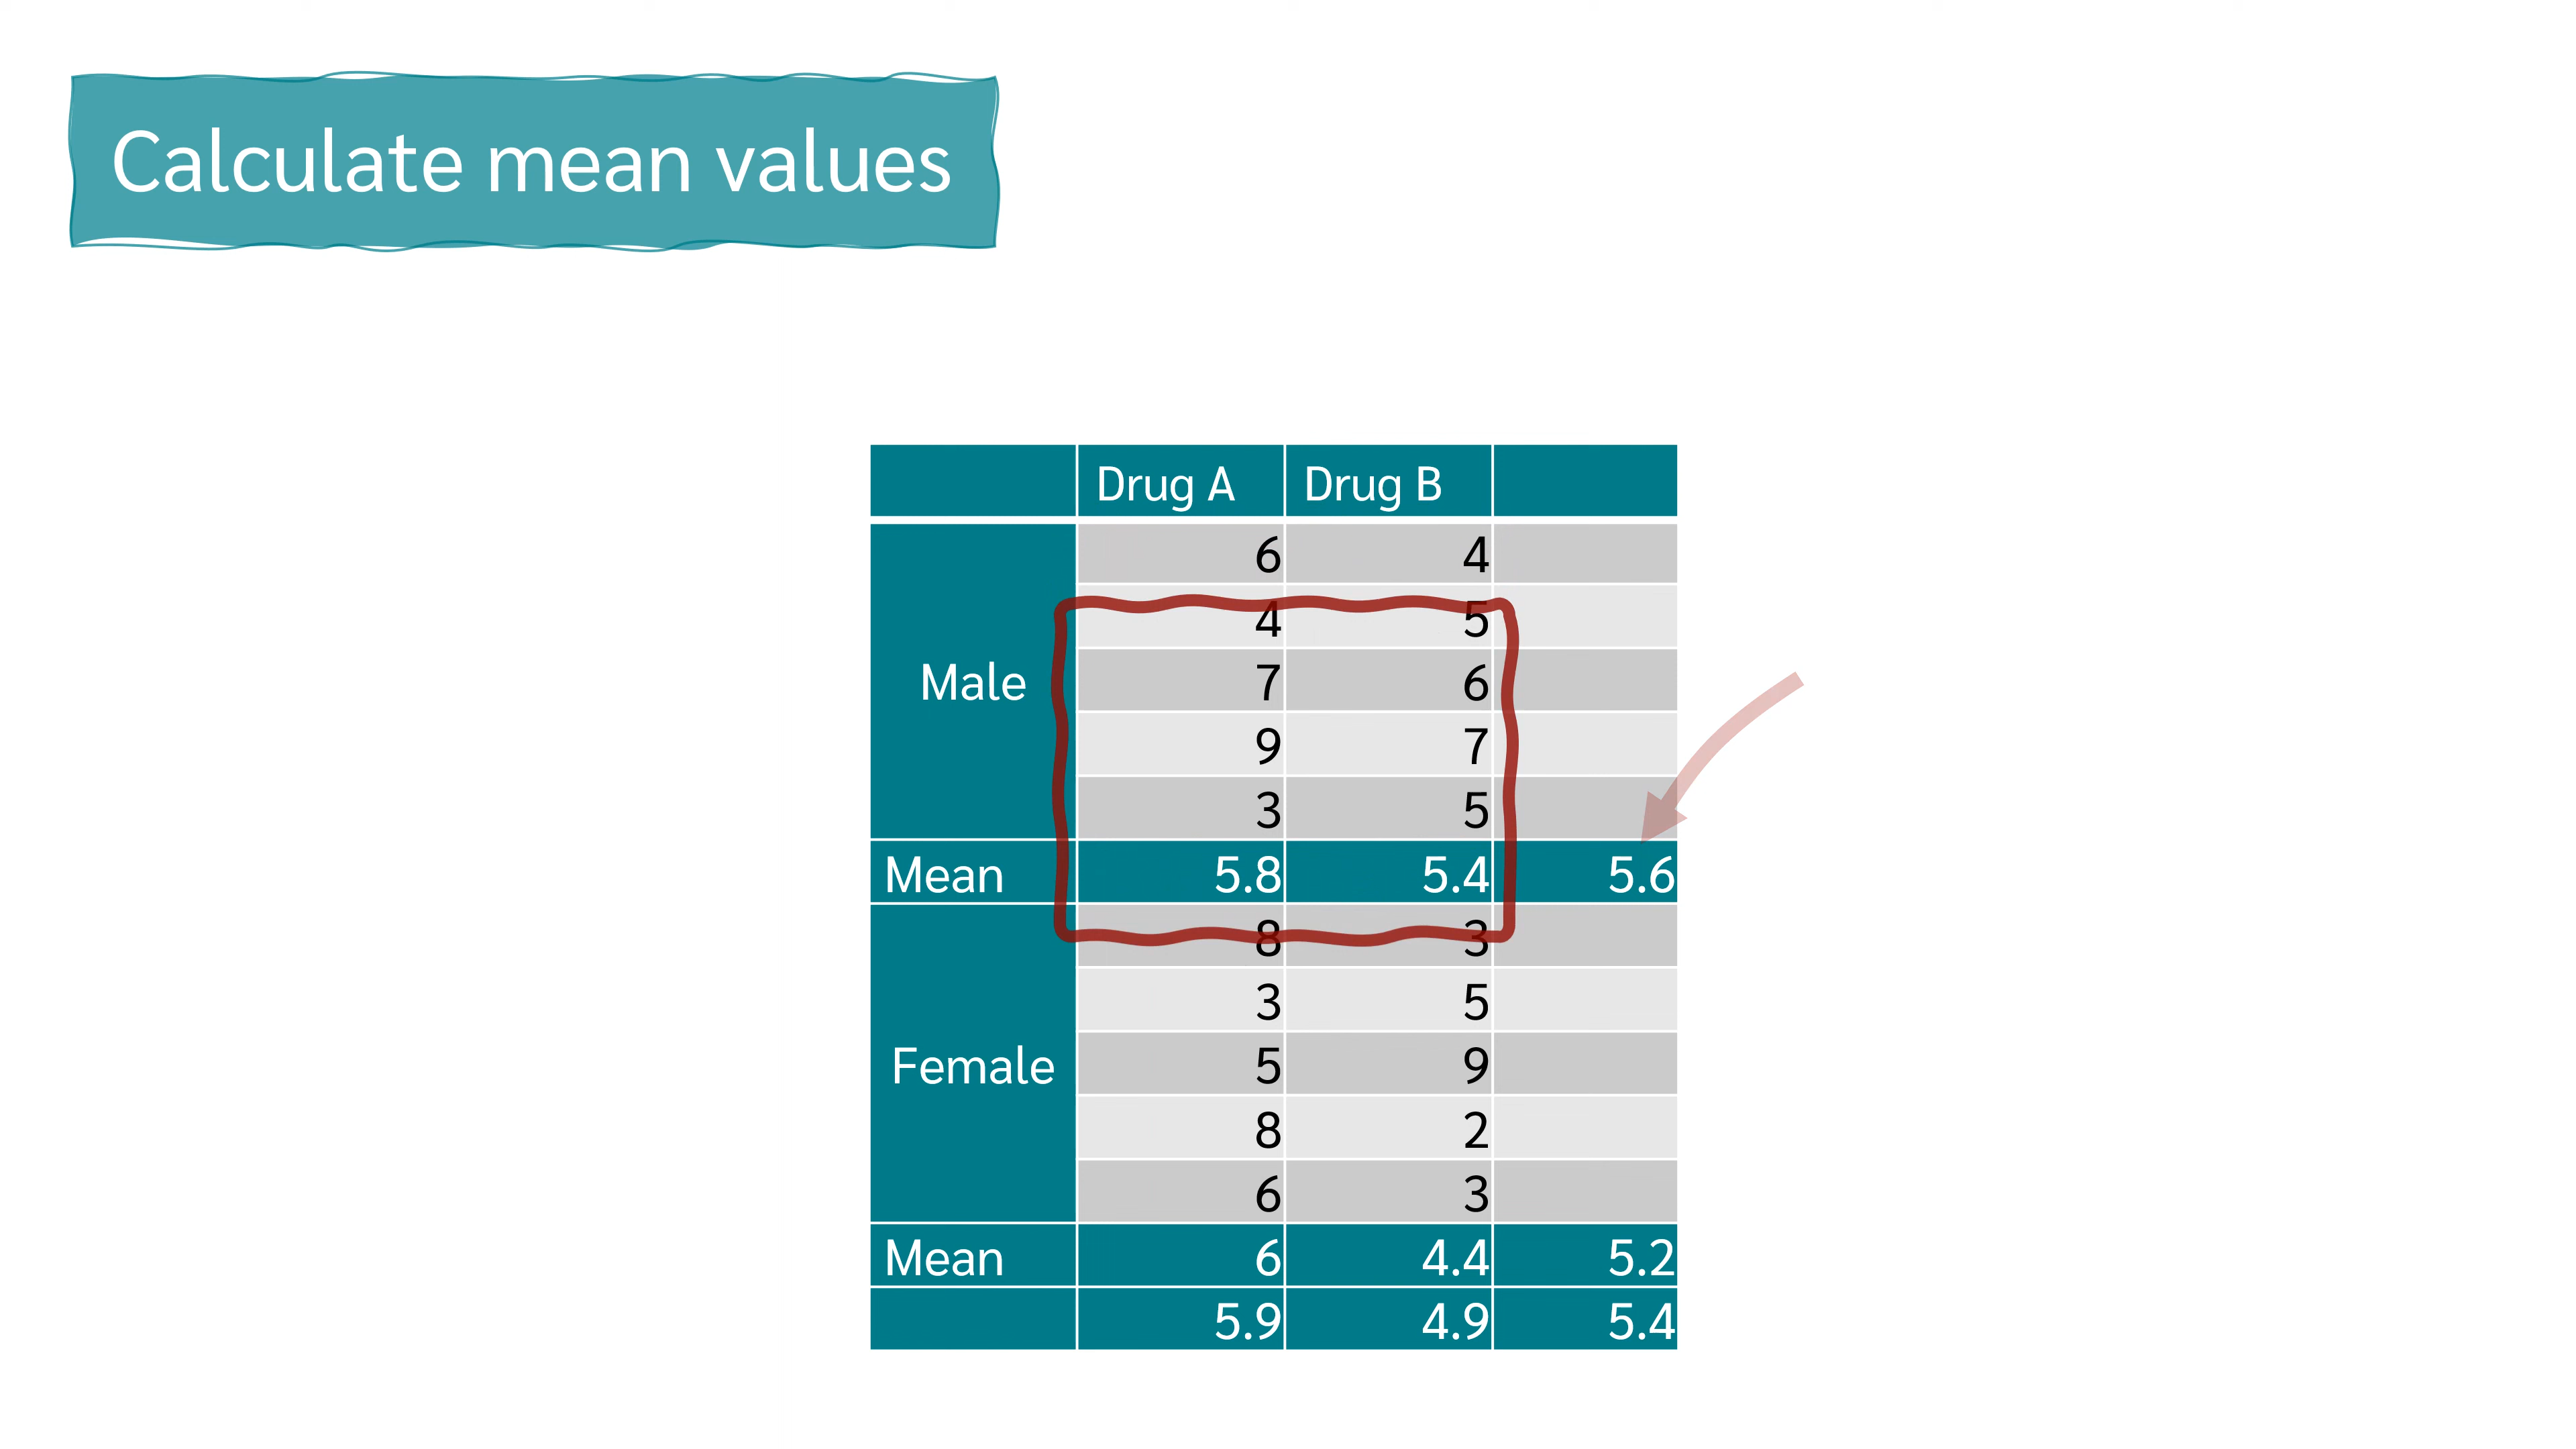 Calculate mean values
Drug A Drug B
6 4
4 5
Male 7 6
9 7
3 5
Mean 5.8 5.4 5.6
8 3
3 5
Female 5 9
8 2
6 3
Mean 6 4.4 5.2
5.9 4.9 5.4